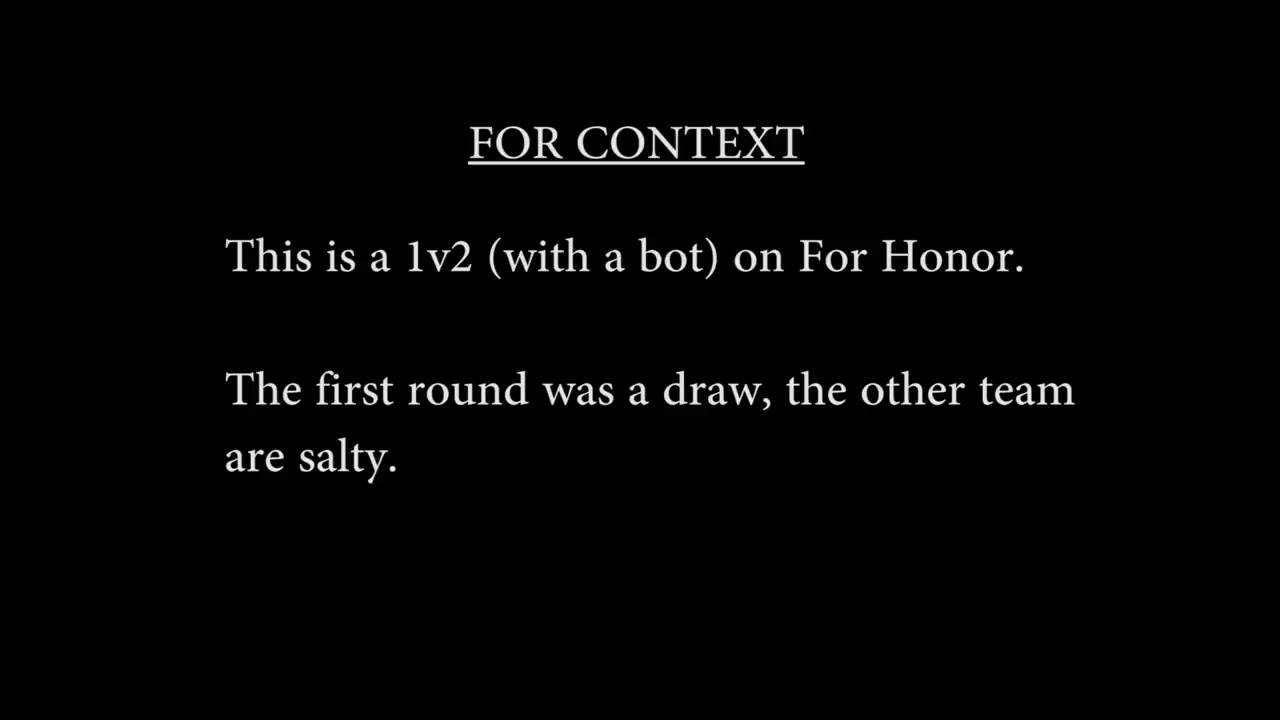 FOR CONTEXT
This is a 1v2 (with a bot) on For Honor.
The first round was a draw, the other team
are salty.